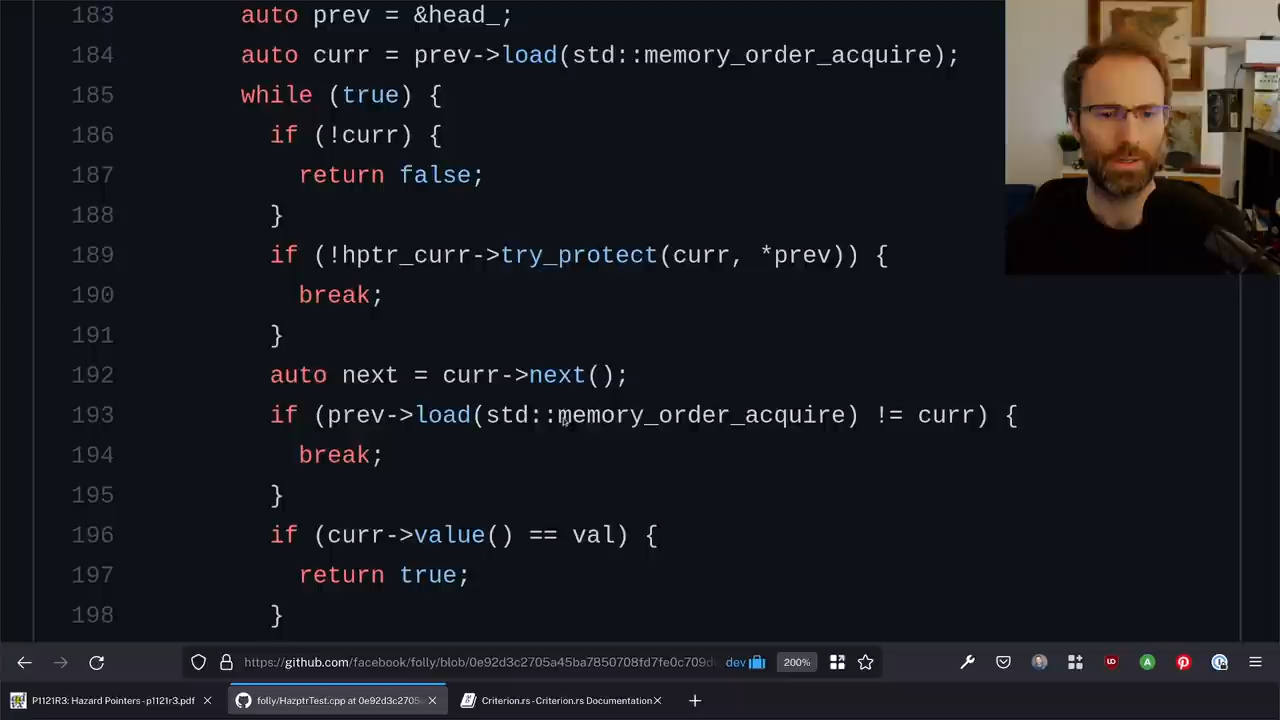 183 auto prev = &head_;
184 auto curr = prev->load(std::memory_order_acquire);
185 while (true) {
186 if (!curr) {
187 return false;
188 }
189 if (!hptr_curr->try_protect(curr, *prev)) {
190 break;
191 }
192 auto next = curr->next();
193 if (prev->load(std::memory_order_acquire) != curr) {
194 break;
195 }
196 if (curr->value() == val) {
197 return true;
198 }
https://github.com/facebook/folly/blob/0e92d3c2705a45ba7850708fd7fe0c709d dev 200%
P1121R3: Hazard Pointers - p1121r3.pdf folly/HazptrTest.cpp at 0e92d3c2705 Criterion.rs - Criterion.rs Documentation